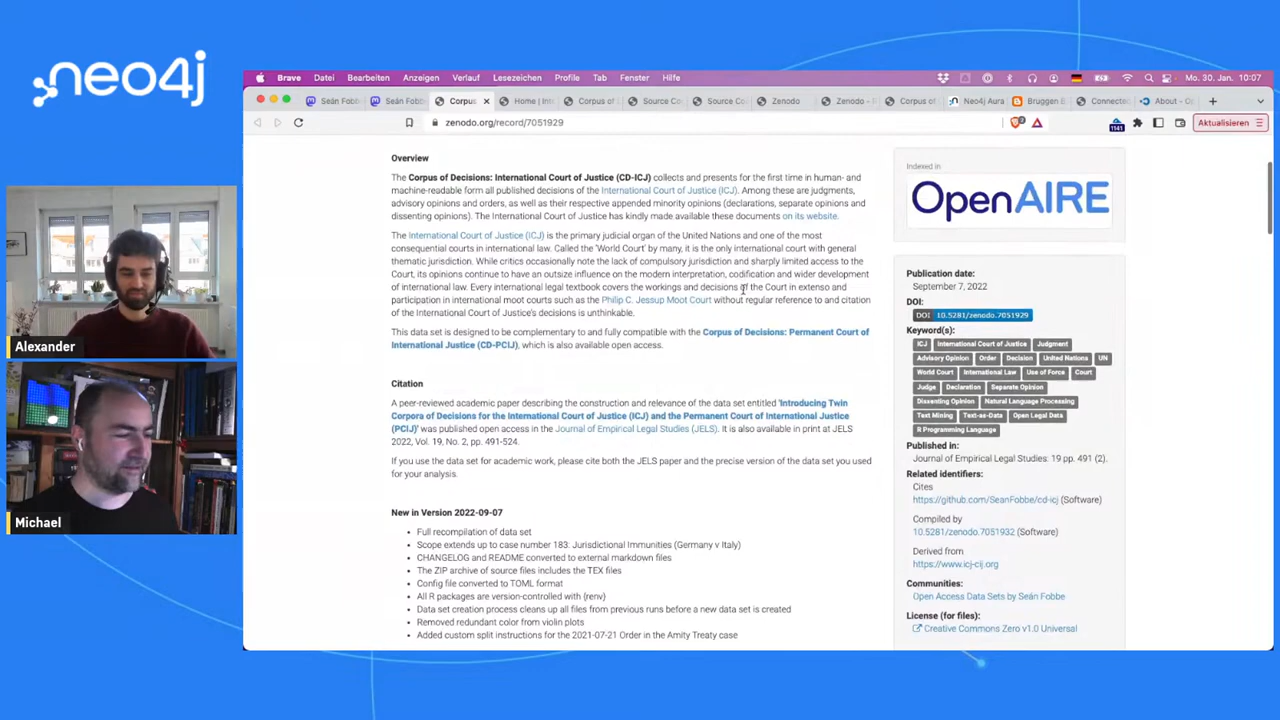 neo4j
Brave Datei Bearbeiten Anzeigen Verlauf Lesezeichen Profile Tab Fenster Hilfe Mo. 30. Jan. 10:07
Seán Fobbe Seán Fobb Corpus Home | Int Corpus of Source Co Source Co Zenodo Zenodo - Corpus of Neo4j Aura Bruggen B Connected About - Op
zenodo.org/record/7051929
1141
Aktualisieren
Overview
The Corpus of Decisions: International Court of Justice (CD-ICJ) collects and presents for the first time in human- and
machine-readable form all published decisions of the International Court of Justice (ICJ). Among these are judgments,
advisory opinions and orders, as well as their respective appended minority opinions (declarations, separate opinions and
dissenting opinions). The International Court of Justice has kindly made available these documents on its website.
The International Court of Justice (ICJ) is the primary judicial organ of the United Nations and one of the most
consequential courts in international law. Called the 'World Court' by many, it is the only international court with general
thematic jurisdiction. While critics occasionally note the lack of compulsory jurisdiction and sharply limited access to the
Court, its opinions continue to have an outsize influence on the modern interpretation, codification and wider development
of international law. Every international legal textbook covers the workings and decisions of the Court in extenso and
participation in international moot courts such as the Philip C. Jessup Moot Court without regular reference to and citation
of the International Court of Justice's decisions is unthinkable.
This data set is designed to be complementary to and fully compatible with the Corpus of Decisions: Permanent Court of
International Justice (CD-PCIJ), which is also available open access.
Citation
A peer-reviewed academic paper describing the construction and relevance of the data set entitled 'Introducing Twin
Corpora of Decisions for the International Court of Justice (ICJ) and the Permanent Court of International Justice
(PCIJ)' was published open access in the Journal of Empirical Legal Studies (JELS). It is also available in print at JELS
2022, Vol. 19, No. 2, pp. 491-524.
If you use the data set for academic work, please cite both the JELS paper and the precise version of the data set you used
for your analysis.
New in Version 2022-09-07
• Full recompilation of data set
• Scope extends up to case number 183: Jurisdictional Immunities (Germany v Italy)
• CHANGELOG and README converted to external markdown files
• The ZIP archive of source files includes the TEX files
• Config file converted to TOML format
• All R packages are version-controlled with {renv}
• Data set creation process cleans up all files from previous runs before a new data set is created
• Removed redundant color from violin plots
• Added custom split instructions for the 2021-07-21 Order in the Amity Treaty case
Indexed in
OpenAIRE
Publication date:
September 7, 2022
DOI:
DOI 10.5281/zenodo.7051929
Keyword(s):
ICJ International Court of Justice Judgment
Advisory Opinion Order Decision United Nations UN
World Court International Law Use of Force Court
Judge Declaration Separate Opinion
Dissenting Opinion Natural Language Processing
Text Mining Text-as-Data Open Legal Data
R Programming Language
Published in:
Journal of Empirical Legal Studies: 19 pp. 491 (2).
Related identifiers:
Cites
https://github.com/SeanFobbe/cd-icj (Software)
Compiled by
10.5281/zenodo.7051932 (Software)
Derived from
https://www.icj-cij.org
Communities:
Open Access Data Sets by Seán Fobbe
License (for files):
Creative Commons Zero v1.0 Universal
Alexander
Michael